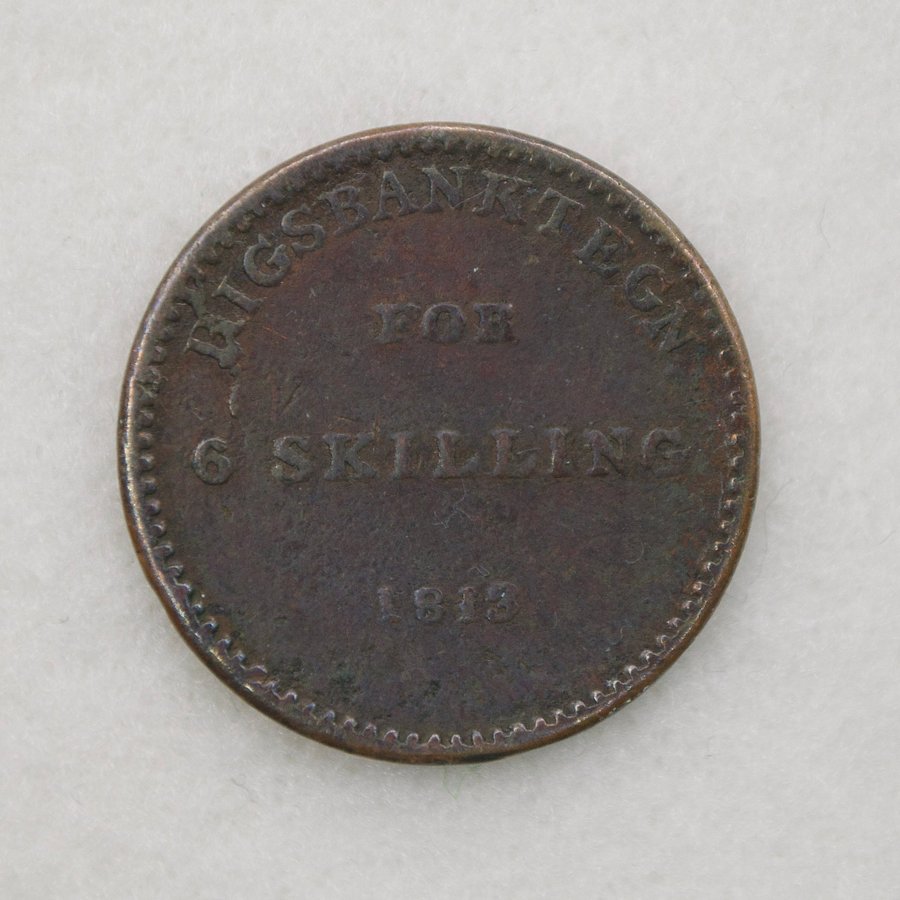 RIGSBANKTEGN
FOR
6 SKILLING
1813